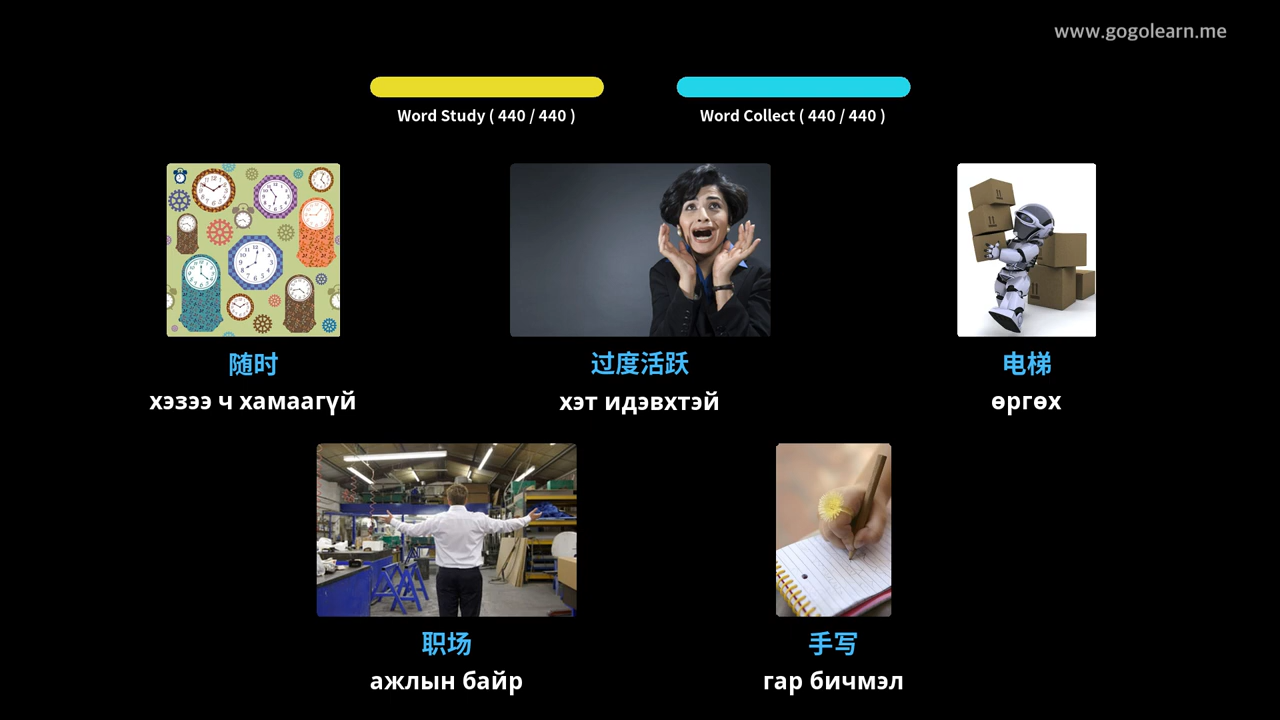 www.gogolearn.me
Word Study ( 440 / 440 )
Word Collect ( 440 / 440 )
随时
хэзээ ч хамаагүй
过度活跃
хэт идэвхтэй
电梯
өргөх
职场
ажлын байр
手写
гар бичмэл